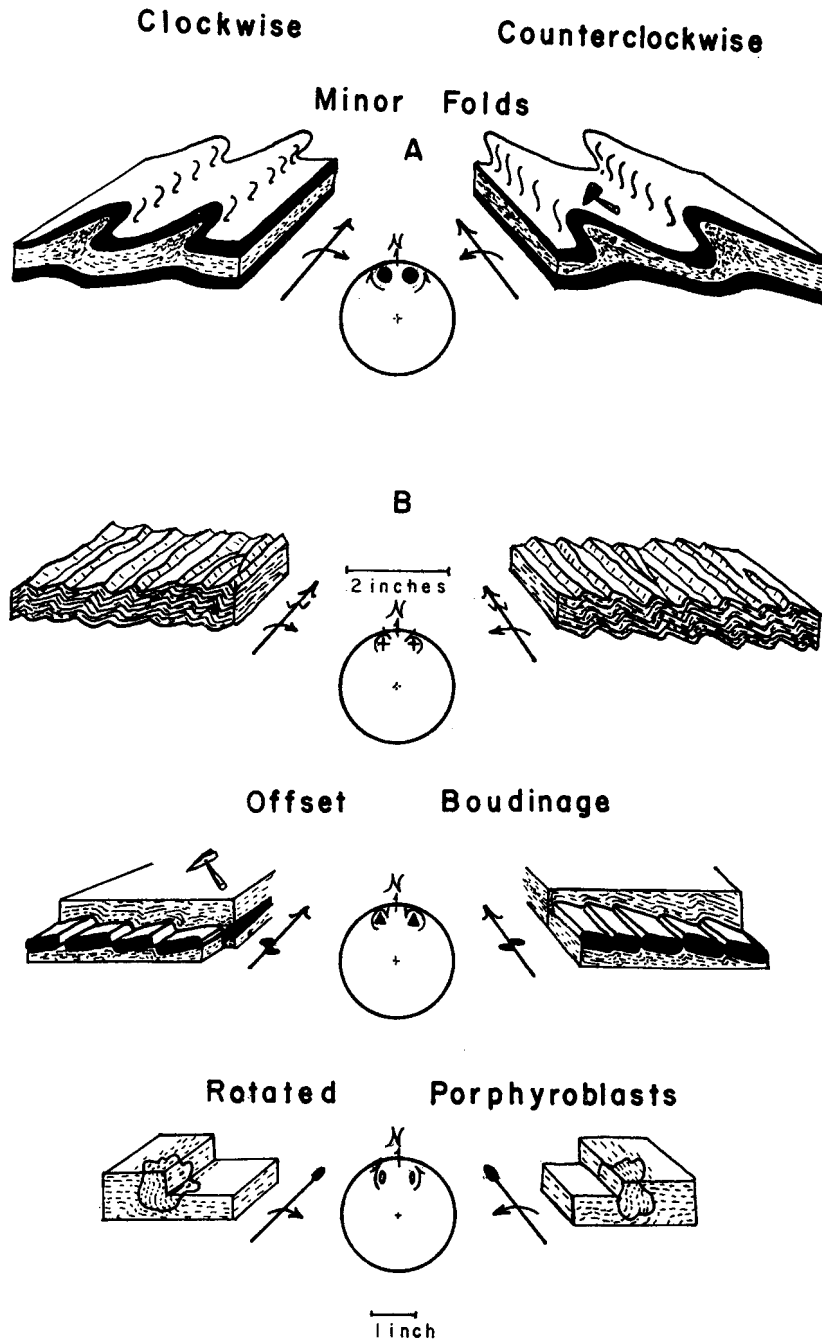 Clockwise Counterclockwise
Minor Folds
A
N
B
2 inches
N
Offset Boudinage
N
Rotated Porphyroblasts
N
1 inch